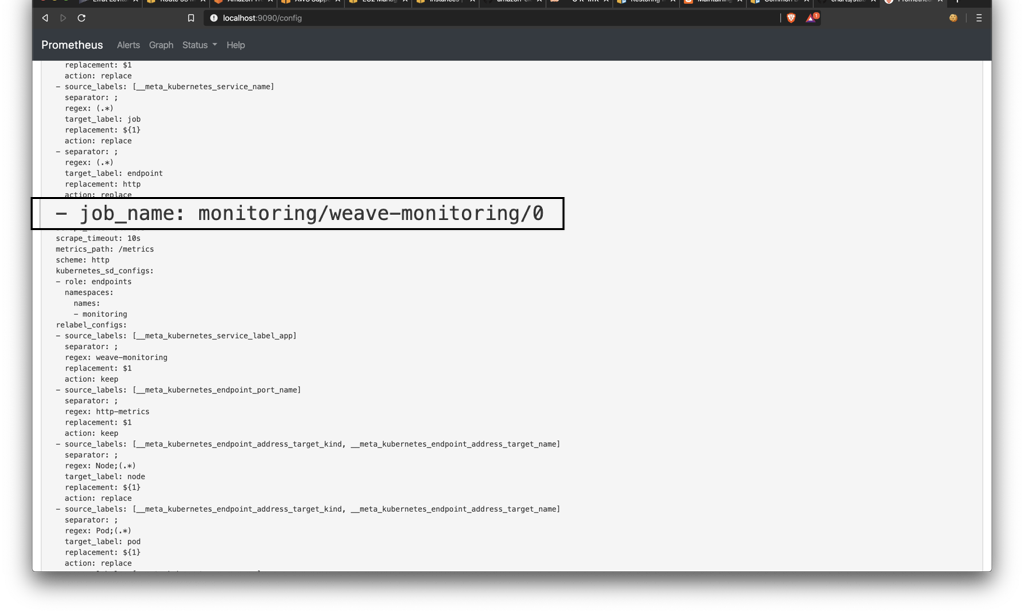 localhost:9090/config
Prometheus Alerts Graph Status Help
replacement: $1
action: replace
- source_labels: [__meta_kubernetes_service_name]
separator: ;
regex: (.*)
target_label: job
replacement: ${1}
action: replace
- separator: ;
regex: (.*)
target_label: endpoint
replacement: http
action: replace
- job_name: monitoring/weave-monitoring/0
scrape_timeout: 10s
metrics_path: /metrics
scheme: http
kubernetes_sd_configs:
- role: endpoints
namespaces:
names:
- monitoring
relabel_configs:
- source_labels: [__meta_kubernetes_service_label_app]
separator: ;
regex: weave-monitoring
replacement: $1
action: keep
- source_labels: [__meta_kubernetes_endpoint_port_name]
separator: ;
regex: http-metrics
replacement: $1
action: keep
- source_labels: [__meta_kubernetes_endpoint_address_target_kind, __meta_kubernetes_endpoint_address_target_name]
separator: ;
regex: Node;(.*)
target_label: node
replacement: ${1}
action: replace
- source_labels: [__meta_kubernetes_endpoint_address_target_kind, __meta_kubernetes_endpoint_address_target_name]
separator: ;
regex: Pod;(.*)
target_label: pod
replacement: ${1}
action: replace